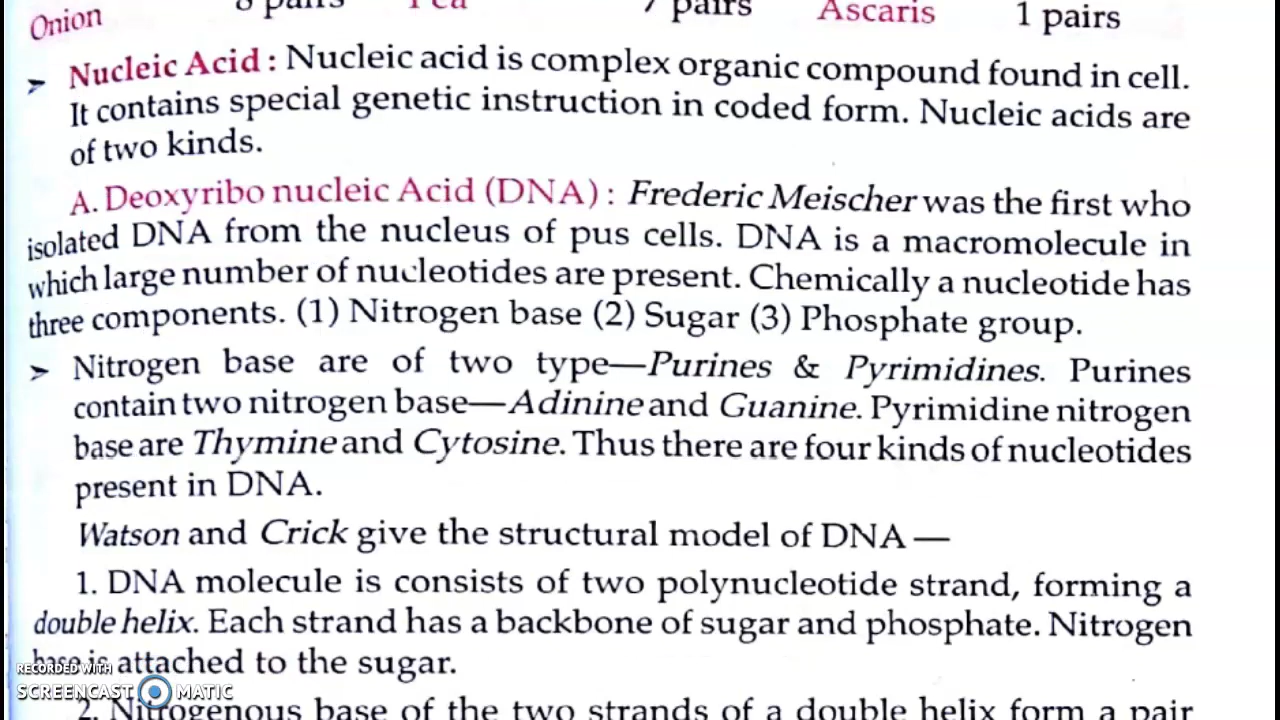 Onion 8 pairs Pea 7 pairs Ascaris 1 pairs
➤ Nucleic Acid : Nucleic acid is complex organic compound found in cell.
It contains special genetic instruction in coded form. Nucleic acids are
of two kinds.
A. Deoxyribo nucleic Acid (DNA) : Frederic Meischer was the first who
isolated DNA from the nucleus of pus cells. DNA is a macromolecule in
which large number of nucleotides are present. Chemically a nucleotide has
three components. (1) Nitrogen base (2) Sugar (3) Phosphate group.
➤ Nitrogen base are of two type—Purines & Pyrimidines. Purines
contain two nitrogen base—Adinine and Guanine. Pyrimidine nitrogen
base are Thymine and Cytosine. Thus there are four kinds of nucleotides
present in DNA.
Watson and Crick give the structural model of DNA —
1. DNA molecule is consists of two polynucleotide strand, forming a
double helix. Each strand has a backbone of sugar and phosphate. Nitrogen
base is attached to the sugar.
RECORDED WITH
SCREENCAST MATIC
2. Nitrogenous base of the two strands of a double helix form a pair